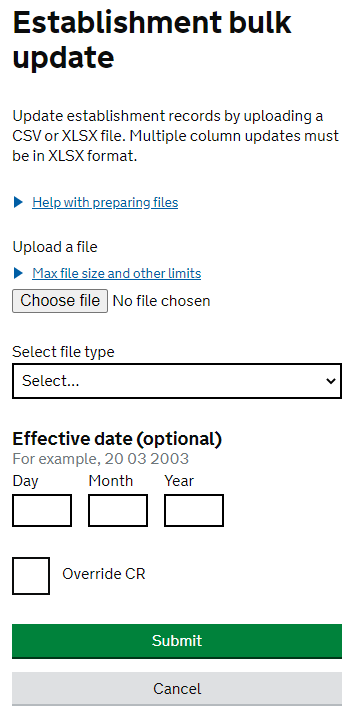 Establishment bulk
update
Update establishment records by uploading a
CSV or XLSX file. Multiple column updates must
be in XLSX format.
Help with preparing files
Upload a file
Max file size and other limits
Choose file No file chosen
Select file type
Select...
Effective date (optional)
For example, 20 03 2003
Day Month Year
Override CR
Submit
Cancel